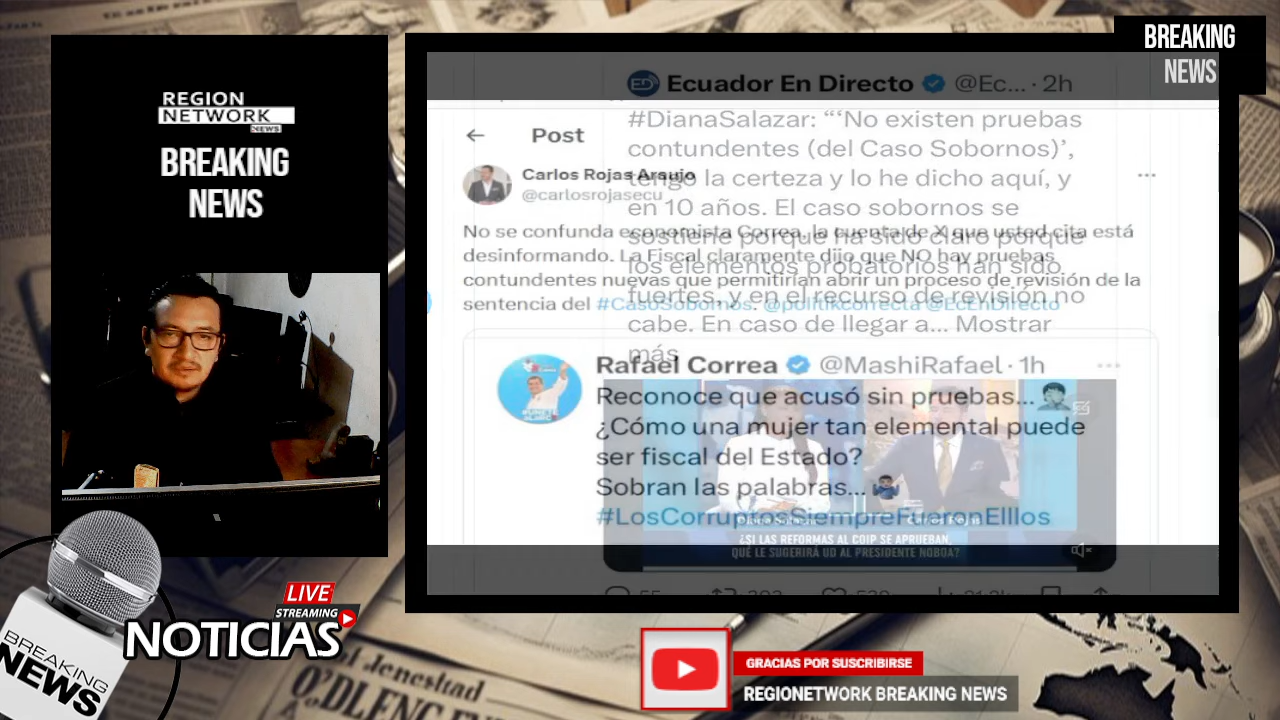 BREAKING
NEWS
REGION
NETWORK
NEWS
BREAKING
NEWS
Ecuador En Directo @Ec... · 2h
#DianaSalazar: “‘No existen pruebas
contundentes (del Caso Sobornos)’,
tengo la certeza y lo he dicho aquí, y
en 10 años. El caso sobornos se
sostiene porque ha sido claro porque
los elementos probatorios han sido
fuertes, y en el recurso de revisión no
cabe. En caso de llegar a... Mostrar
más
Post
Carlos Rojas Araujo
@carlosrojasecu
No se confunda economista Correa, la cuenta de X que usted cita está
desinformando. La Fiscal claramente dijo que NO hay pruebas
contundentes nuevas que permitirían abrir un proceso de revisión de la
sentencia del #CasoSobornos. @politikcorrecta @EcEnDirecto
Rafael Correa @MashiRafael · 1h
Reconoce que acusó sin pruebas...
¿Cómo una mujer tan elemental puede
ser fiscal del Estado?
Sobran las palabras...
#LosCorruptosSiempreFueronElllos
¿SI LAS REFORMAS AL COIP SE APRUEBAN,
QUÉ LE SUGERIRÁ UD AL PRESIDENTE NOBOA?
LIVE
STREAMING
NOTICIAS
BREAKING
NEWS
GRACIAS POR SUSCRIBIRSE
REGIONETWORK BREAKING NEWS